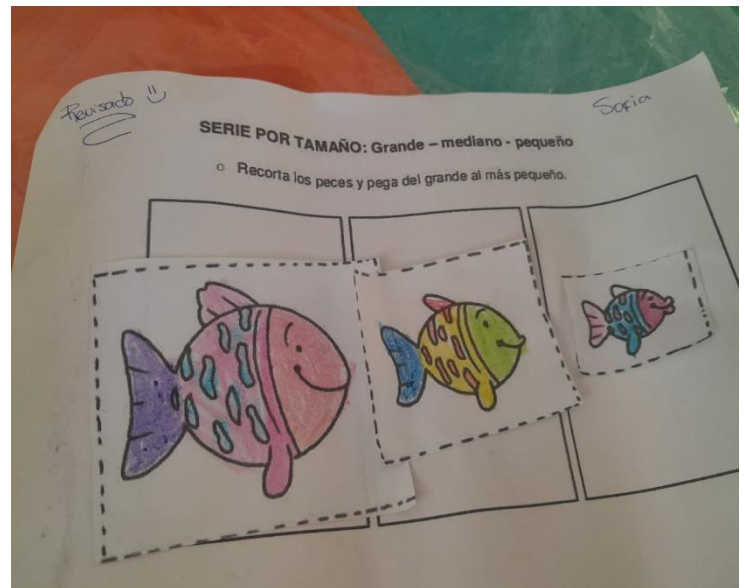 Revisado
Sofia
SERIE POR TAMAÑO: Grande – mediano - pequeño
o Recorta los peces y pega del grande al más pequeño.